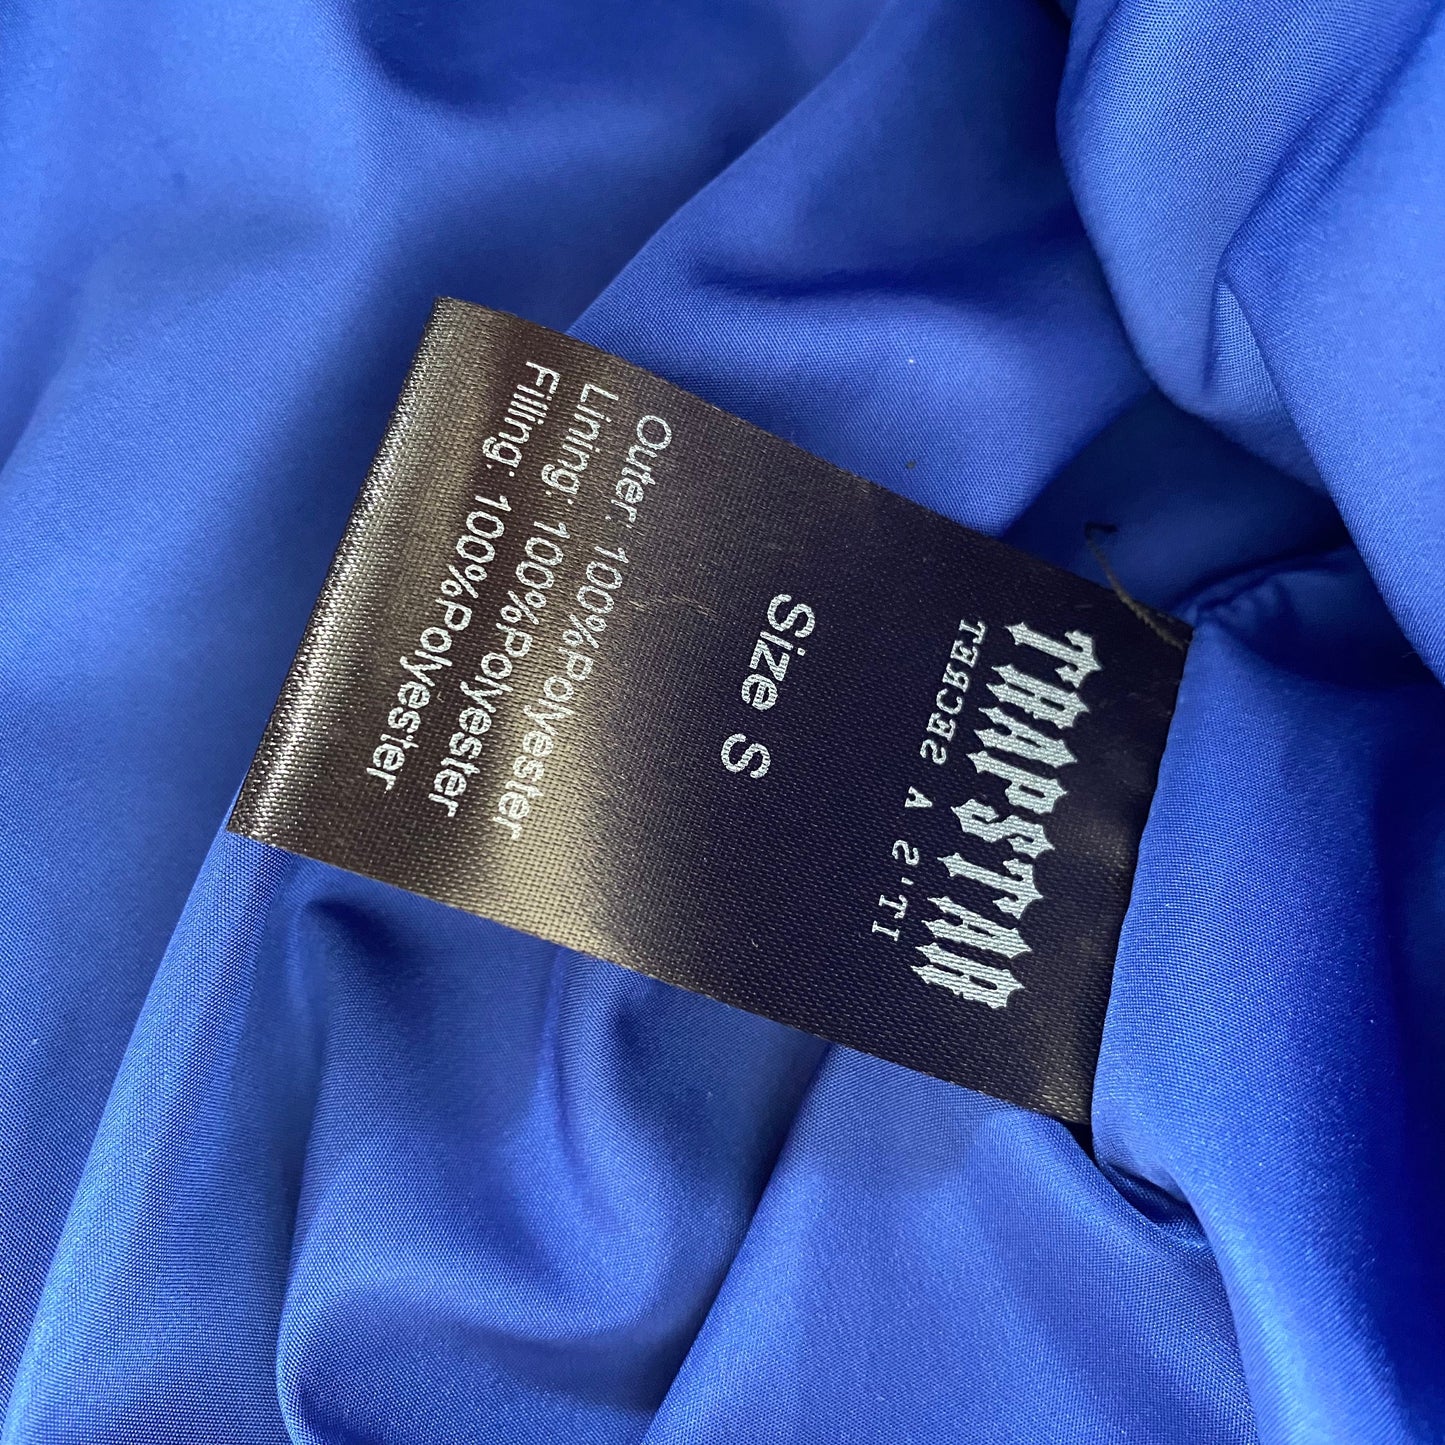 TRAPSTAR
IT'S A SECRET
Size S
Outer: 100%Polyester
Lining: 100%Polyester
Filling: 100%Polyester